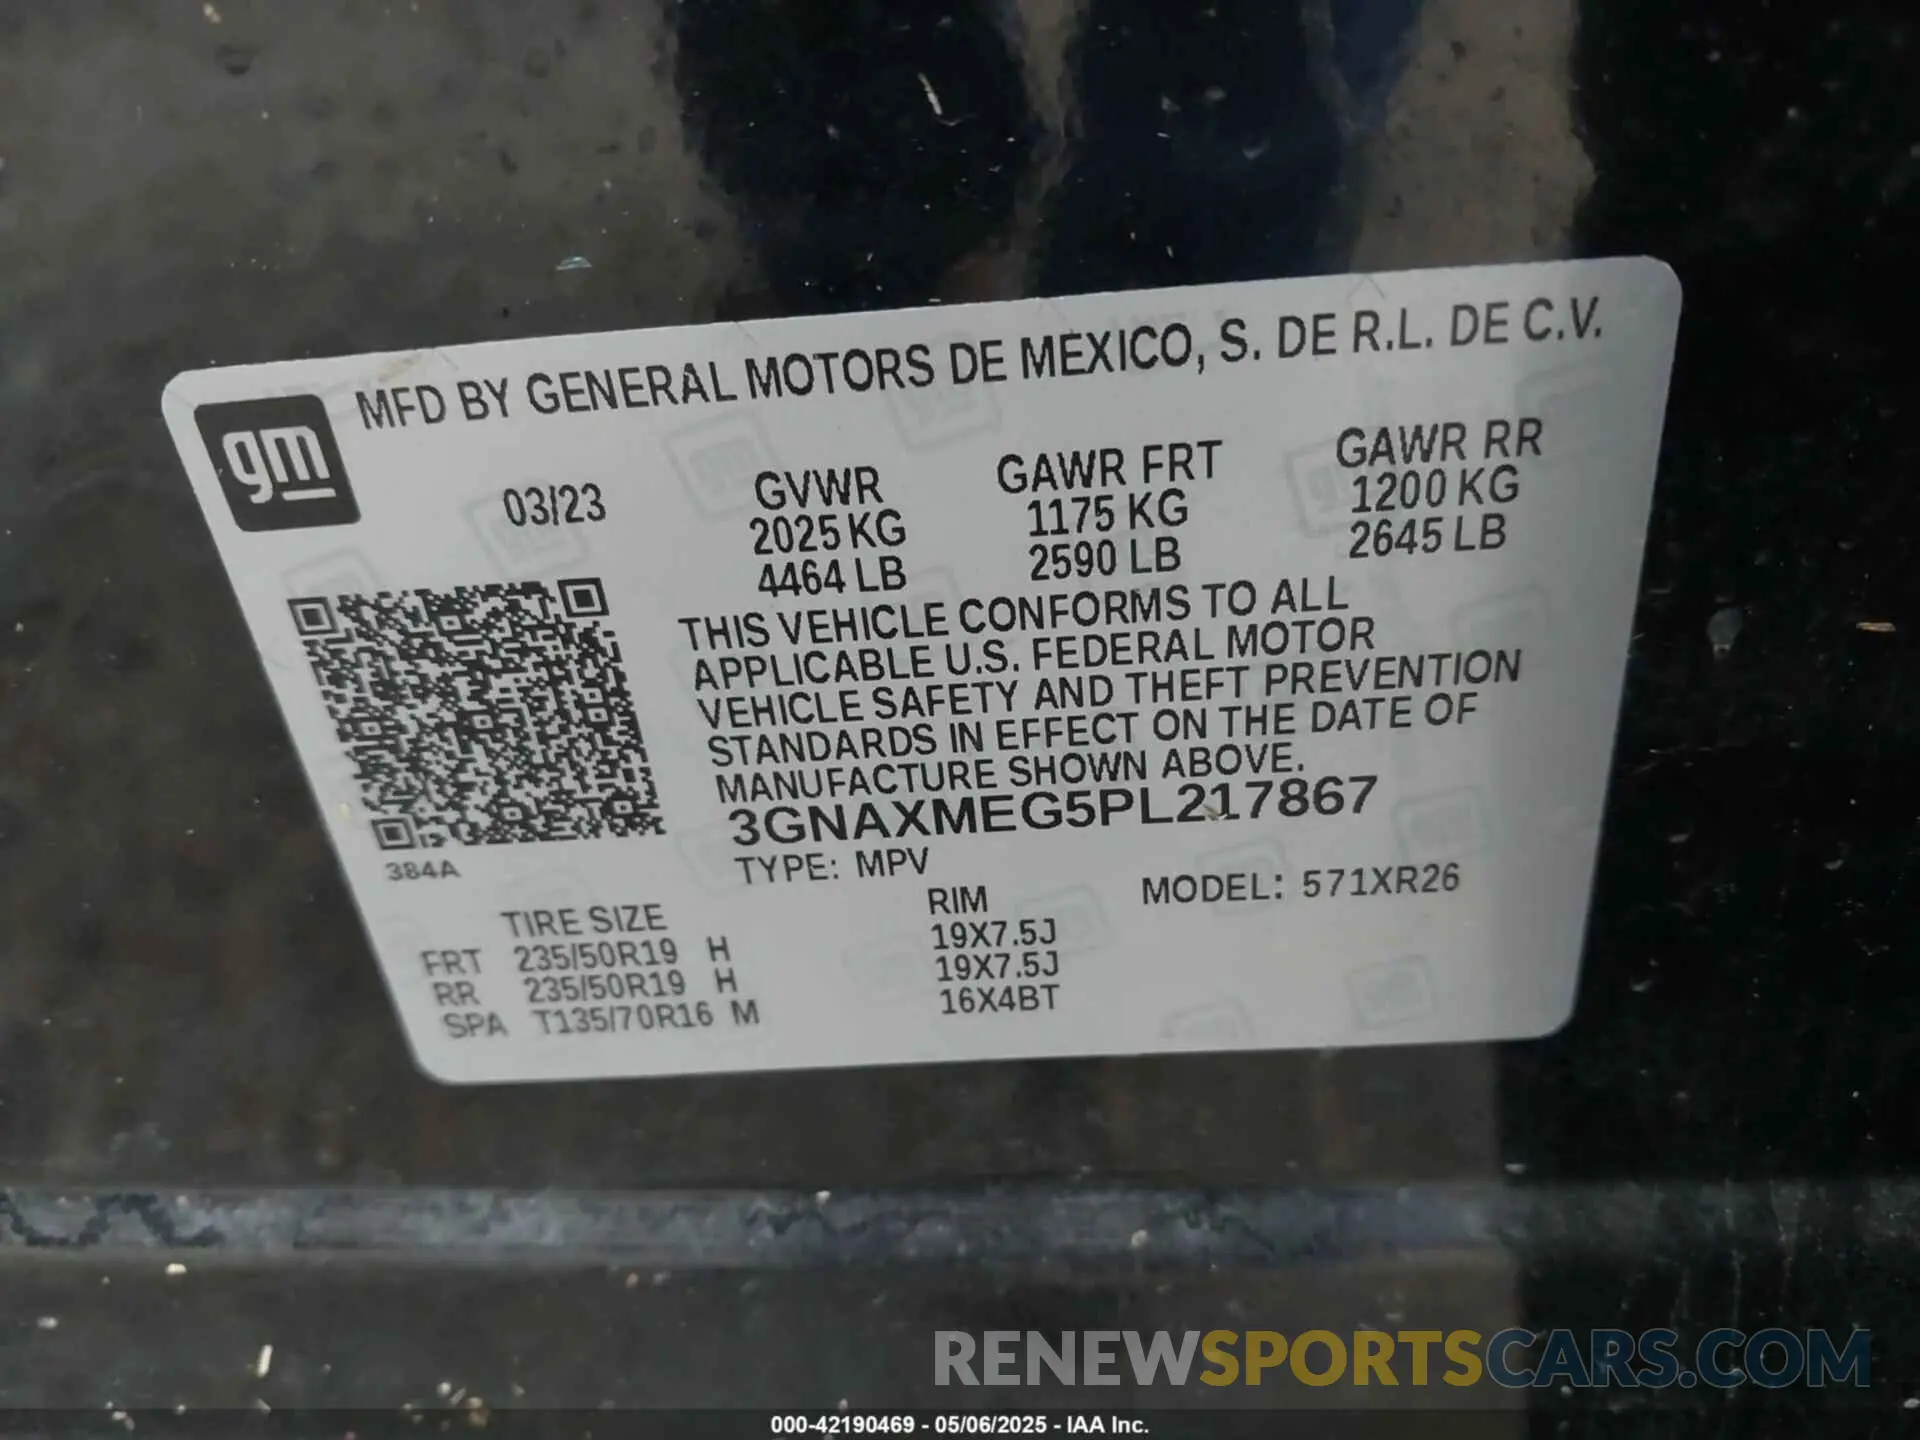 MFD BY GENERAL MOTORS DE MEXICO, S. DE R.L. DE C.V.
gm
03/23
GVWR GAWR FRT GAWR RR
2025 KG 1175 KG 1200 KG
4464 LB 2590 LB 2645 LB
THIS VEHICLE CONFORMS TO ALL
APPLICABLE U.S. FEDERAL MOTOR
VEHICLE SAFETY AND THEFT PREVENTION
STANDARDS IN EFFECT ON THE DATE OF
MANUFACTURE SHOWN ABOVE.
3GNAXMEG5PL217867
384A
TYPE: MPV MODEL: 571XR26
TIRE SIZE RIM
FRT 235/50R19 H 19X7.5J
RR 235/50R19 H 19X7.5J
SPA T135/70R16 M 16X4BT
RENEWSPORTSCARS.COM
000-42190469 - 05/06/2025 - IAA Inc.